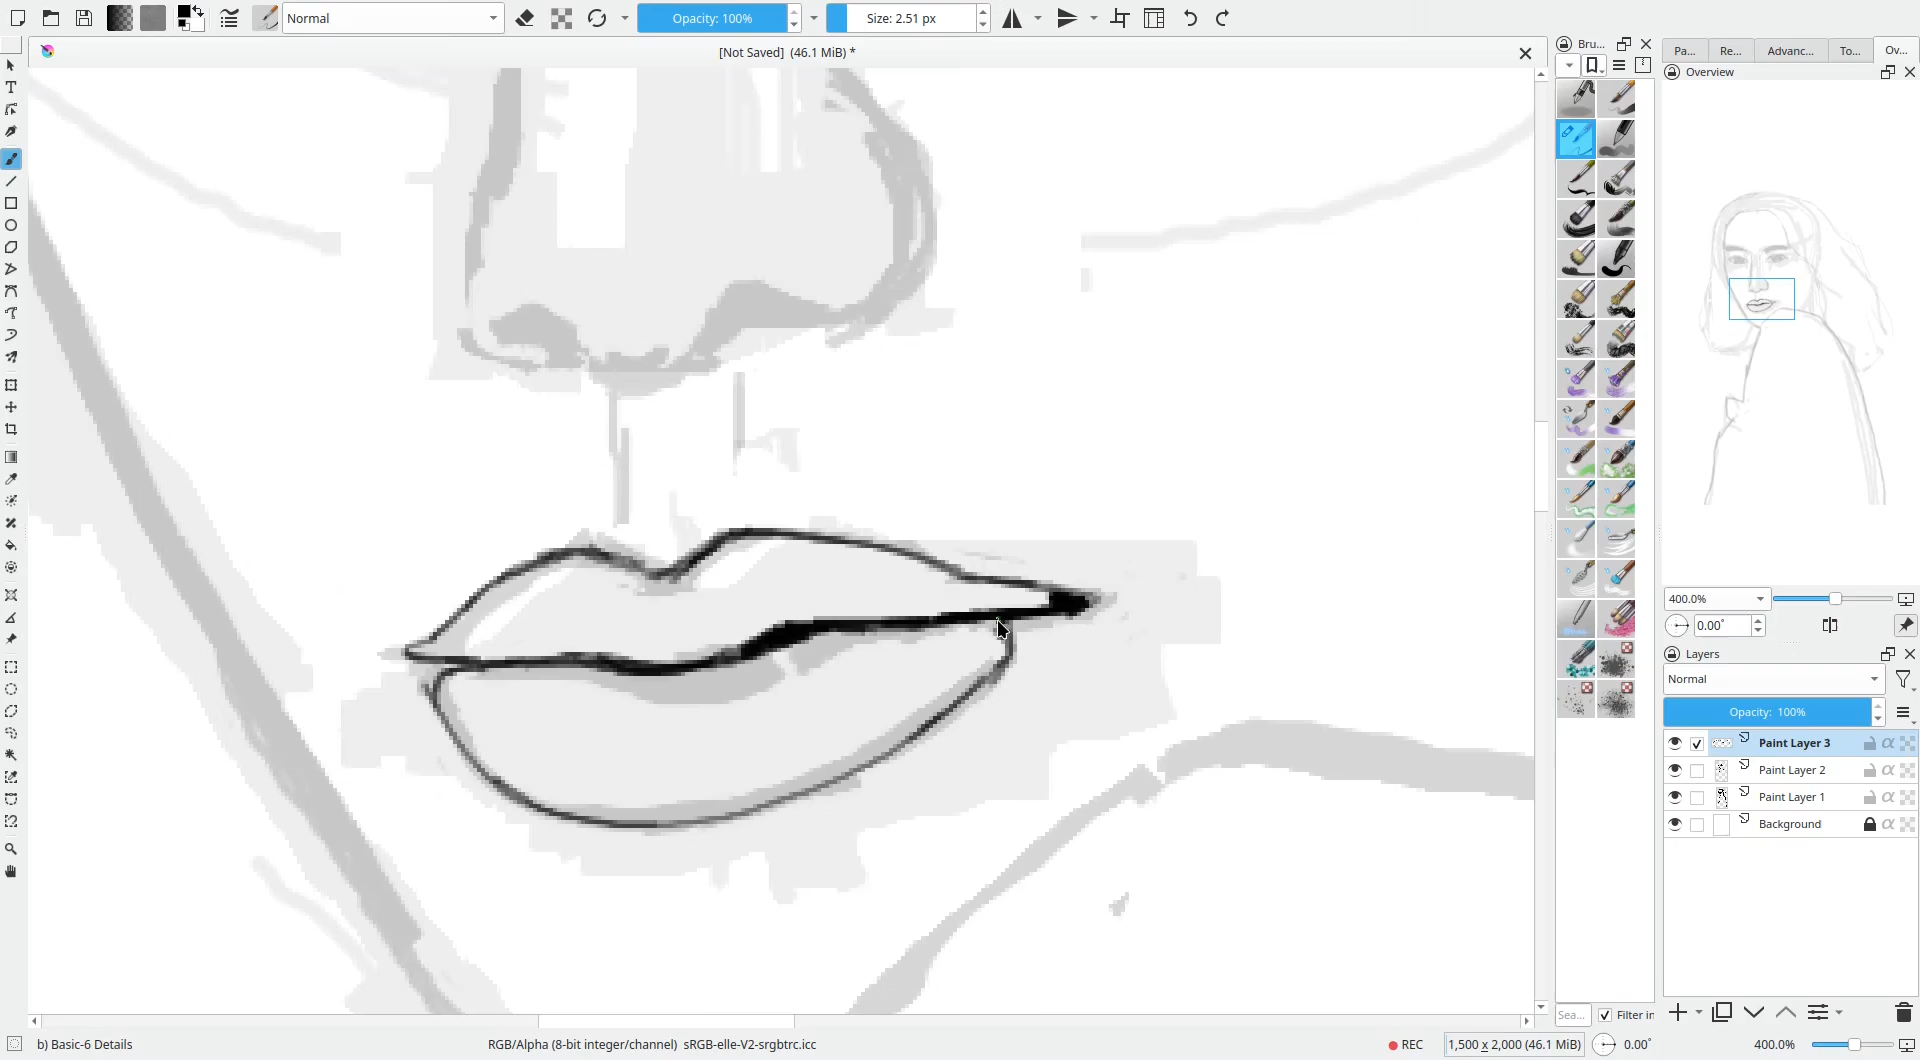 Normal
Opacity: 100%
Size: 2.51 px
[Not Saved] (46.1 MiB) *
Bru...
Pa...
Re...
Advanc...
To...
Ov...
Overview
400.0%
0.00°
Layers
Normal
Opacity: 100%
Paint Layer 3
Paint Layer 2
Paint Layer 1
Background
Sea...
Filter in
b) Basic-6 Details
RGB/Alpha (8-bit integer/channel) sRGB-elle-V2-srgbtrc.icc
REC
1,500 x 2,000 (46.1 MiB)
0.00°
400.0%